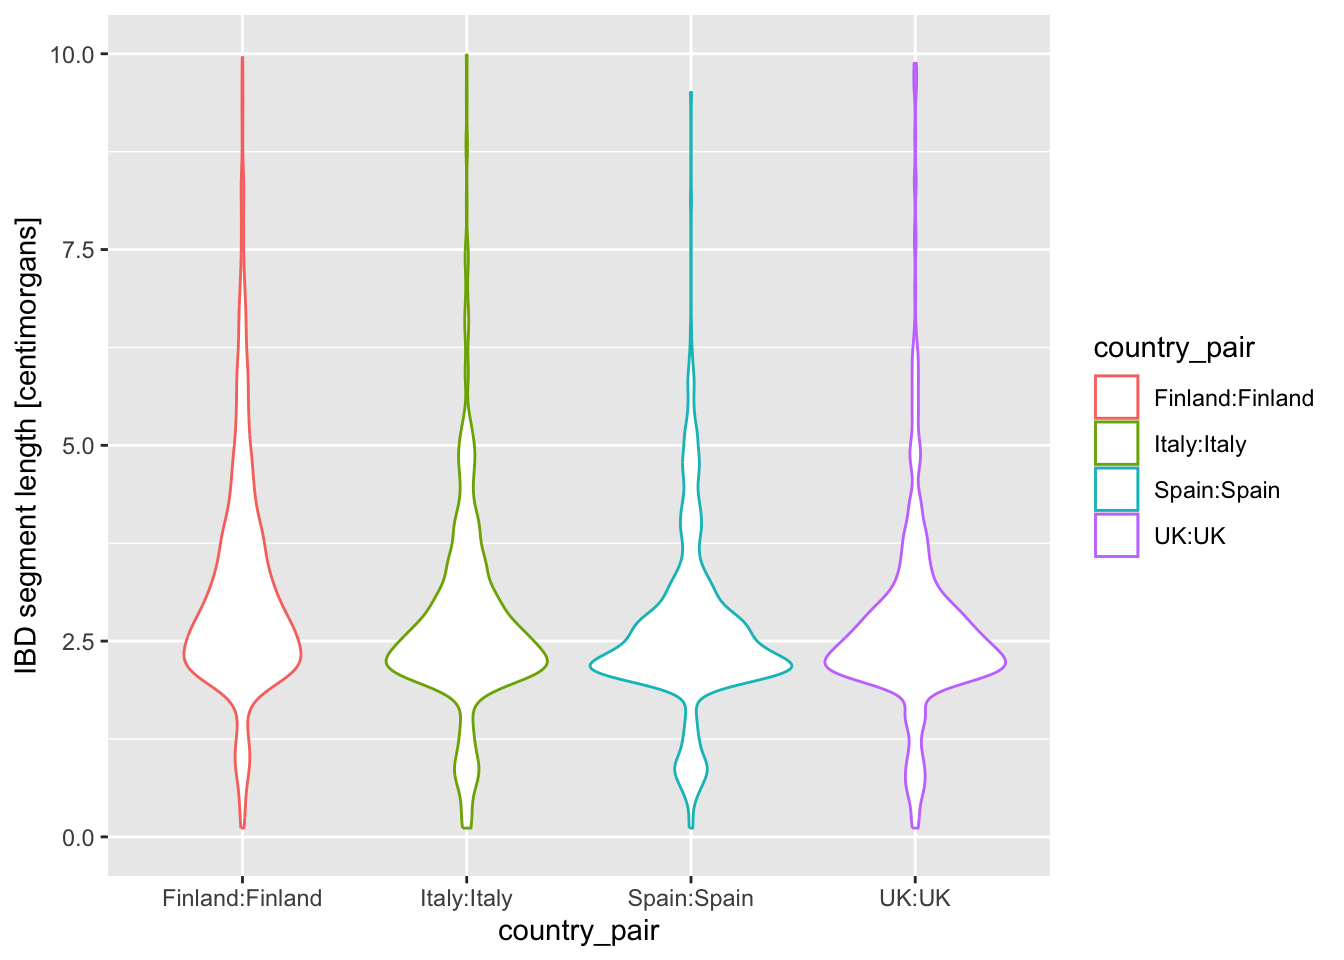 IBD segment length [centimorgans]
10.0
7.5
5.0
2.5
0.0
Finland:Finland
Italy:Italy
Spain:Spain
UK:UK
country_pair
country_pair
Finland:Finland
Italy:Italy
Spain:Spain
UK:UK